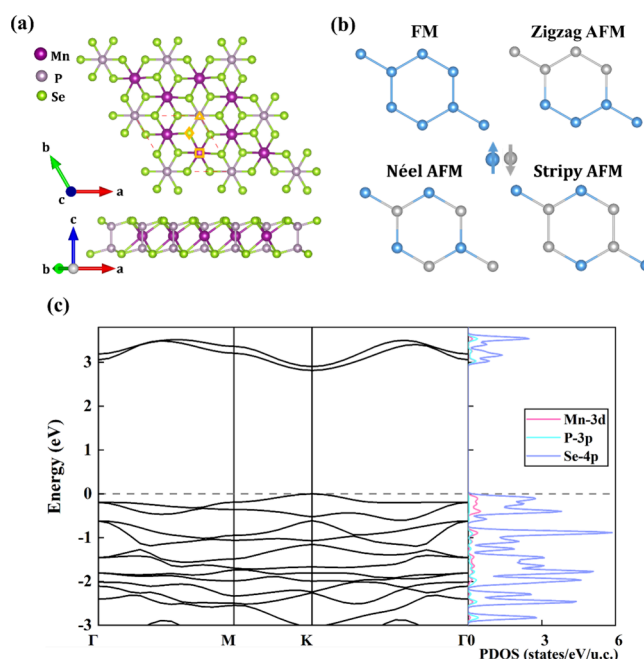 (a)
Mn
P
Se
b
c
a
c
b
a
(b)
FM
Zigzag AFM
Néel AFM
Stripy AFM
(c)
Energy (eV)
3
2
1
0
-1
-2
-3
Γ
M
K
Γ
Mn-3d
P-3p
Se-4p
0
3
6
PDOS (states/eV/u.c.)